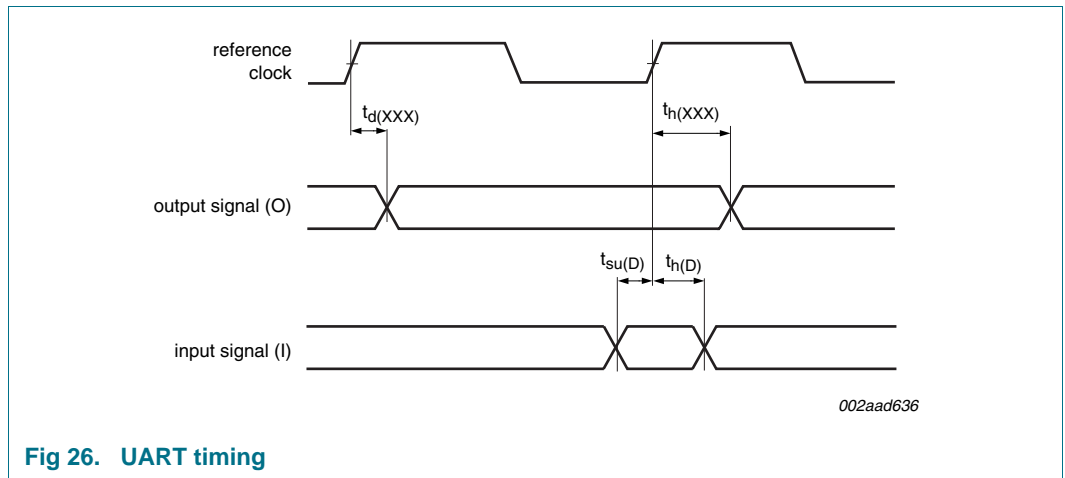 reference
clock
td(XXX)
th(XXX)
output signal (O)
tsu(D)
th(D)
input signal (I)
002aad636
Fig 26. UART timing